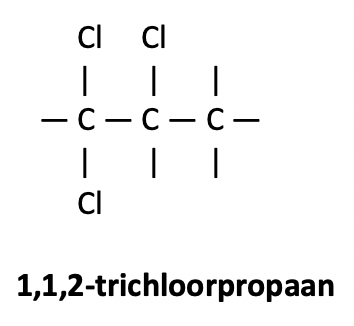 Cl Cl
| | |
— C — C — C —
| | |
Cl
1,1,2-trichloorpropaan